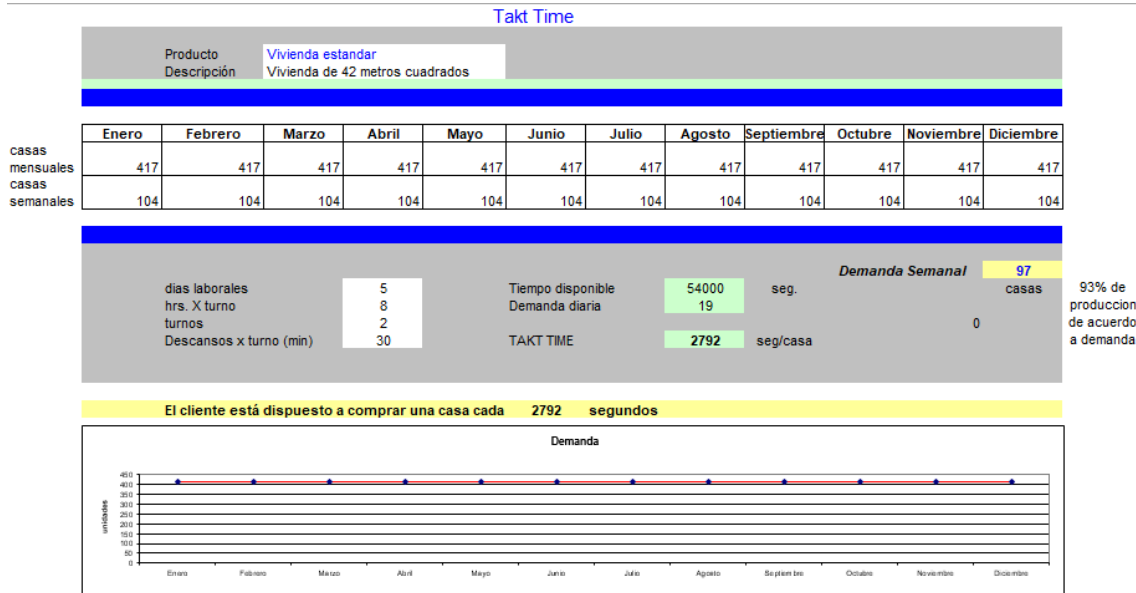 Takt Time
Producto Vivienda estandar
Descripción Vivienda de 42 metros cuadrados
Enero Febrero Marzo Abril Mayo Junio Julio Agosto Septiembre Octubre Noviembre Diciembre
casas
mensuales 417 417 417 417 417 417 417 417 417 417 417 417
casas
semanales 104 104 104 104 104 104 104 104 104 104 104 104
Demanda Semanal 97
dias laborales 5 Tiempo disponible 54000 seg. casas 93% de
hrs. X turno 8 Demanda diaria 19 produccion
turnos 2 0 de acuerdo
Descansos x turno (min) 30 TAKT TIME 2792 seg/casa a demanda
El cliente está dispuesto a comprar una casa cada 2792 segundos
Demanda
unidades
450
400
350
300
250
200
150
100
50
0
Enero Febrero Marzo Abril Mayo Junio Julio Agosto Septiembre Octubre Noviembre Diciembre